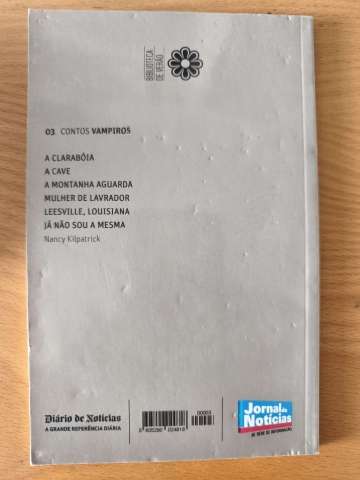 BIBLIOTECA
DE VERÃO
03. CONTOS VAMPIROS
A CLARABÓIA
A CAVE
A MONTANHA AGUARDA
MULHER DE LAVRADOR
LEESVILLE, LOUISIANA
JÁ NÃO SOU A MESMA
Nancy Kilpatrick
Diário de Notícias
A GRANDE REFERÊNCIA DIÁRIA
00003
Jornal de
Notícias